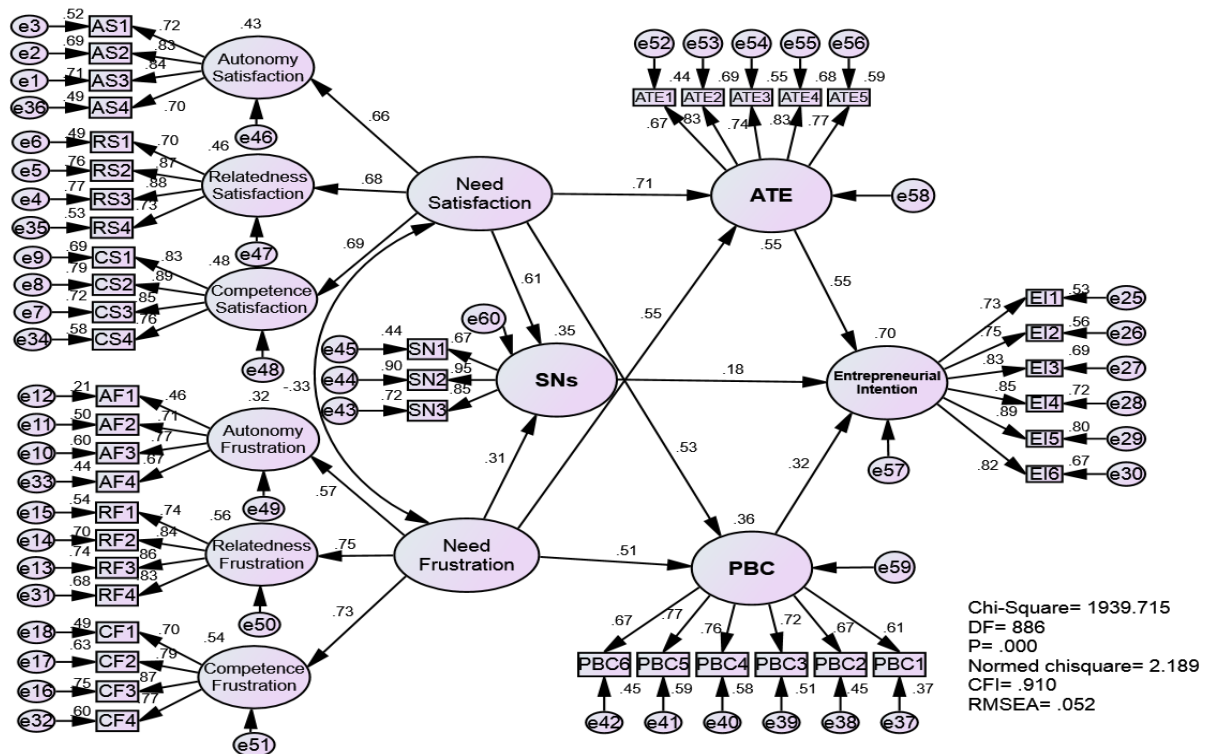 e3 .52 AS1 .72 .43
e2 .69 AS2 .83
e1 .71 AS3 .84
e36 .49 AS4 .70
Autonomy
Satisfaction
e46
.66
e6 .49 RS1 .70 .46
e5 .76 RS2 .87
e4 .77 RS3 .88
e35 .53 RS4 .73
Relatedness
Satisfaction
e47
.68
e9 .69 CS1 .83 .48
e8 .79 CS2 .89
e7 .72 CS3 .85
e34 .58 CS4 .76
Competence
Satisfaction
e48
.69
Need
Satisfaction
-.33
e12 .21 AF1 .46 .32
e11 .50 AF2 .71
e10 .60 AF3 .77
e33 .44 AF4 .67
Autonomy
Frustration
e49
.57
e15 .54 RF1 .74 .56
e14 .70 RF2 .84
e13 .74 RF3 .86
e31 .68 RF4 .83
Relatedness
Frustration
e50
.75
e18 .49 CF1 .70 .54
e17 .63 CF2 .79
e16 .75 CF3 .87
e32 .60 CF4 .77
Competence
Frustration
e51
.73
Need
Frustration
e45 .44 SN1 .67
e44 .90 SN2 .95
e43 .72 SN3 .85
e60 .35
SNs
.61
.31
.71
.55
.53
.51
e52 e53 e54 e55 e56
.44 .69 .55 .68 .59
ATE1 ATE2 ATE3 ATE4 ATE5
.67 .83 .74 .83 .77
ATE
e58
.55
.55
.18
.32
.70
Entrepreneurial
Intention
e57
.73 EI1 .53 e25
.75 EI2 .56 e26
.83 EI3 .69 e27
.85 EI4 .72 e28
.89 EI5 .80 e29
.82 EI6 .67 e30
.36
PBC
e59
.67 .77 .76 .72 .67 .61
PBC6 PBC5 PBC4 PBC3 PBC2 PBC1
.45 .59 .58 .51 .45 .37
e42 e41 e40 e39 e38 e37
Chi-Square= 1939.715
DF= 886
P= .000
Normed chisquare= 2.189
CFI= .910
RMSEA= .052